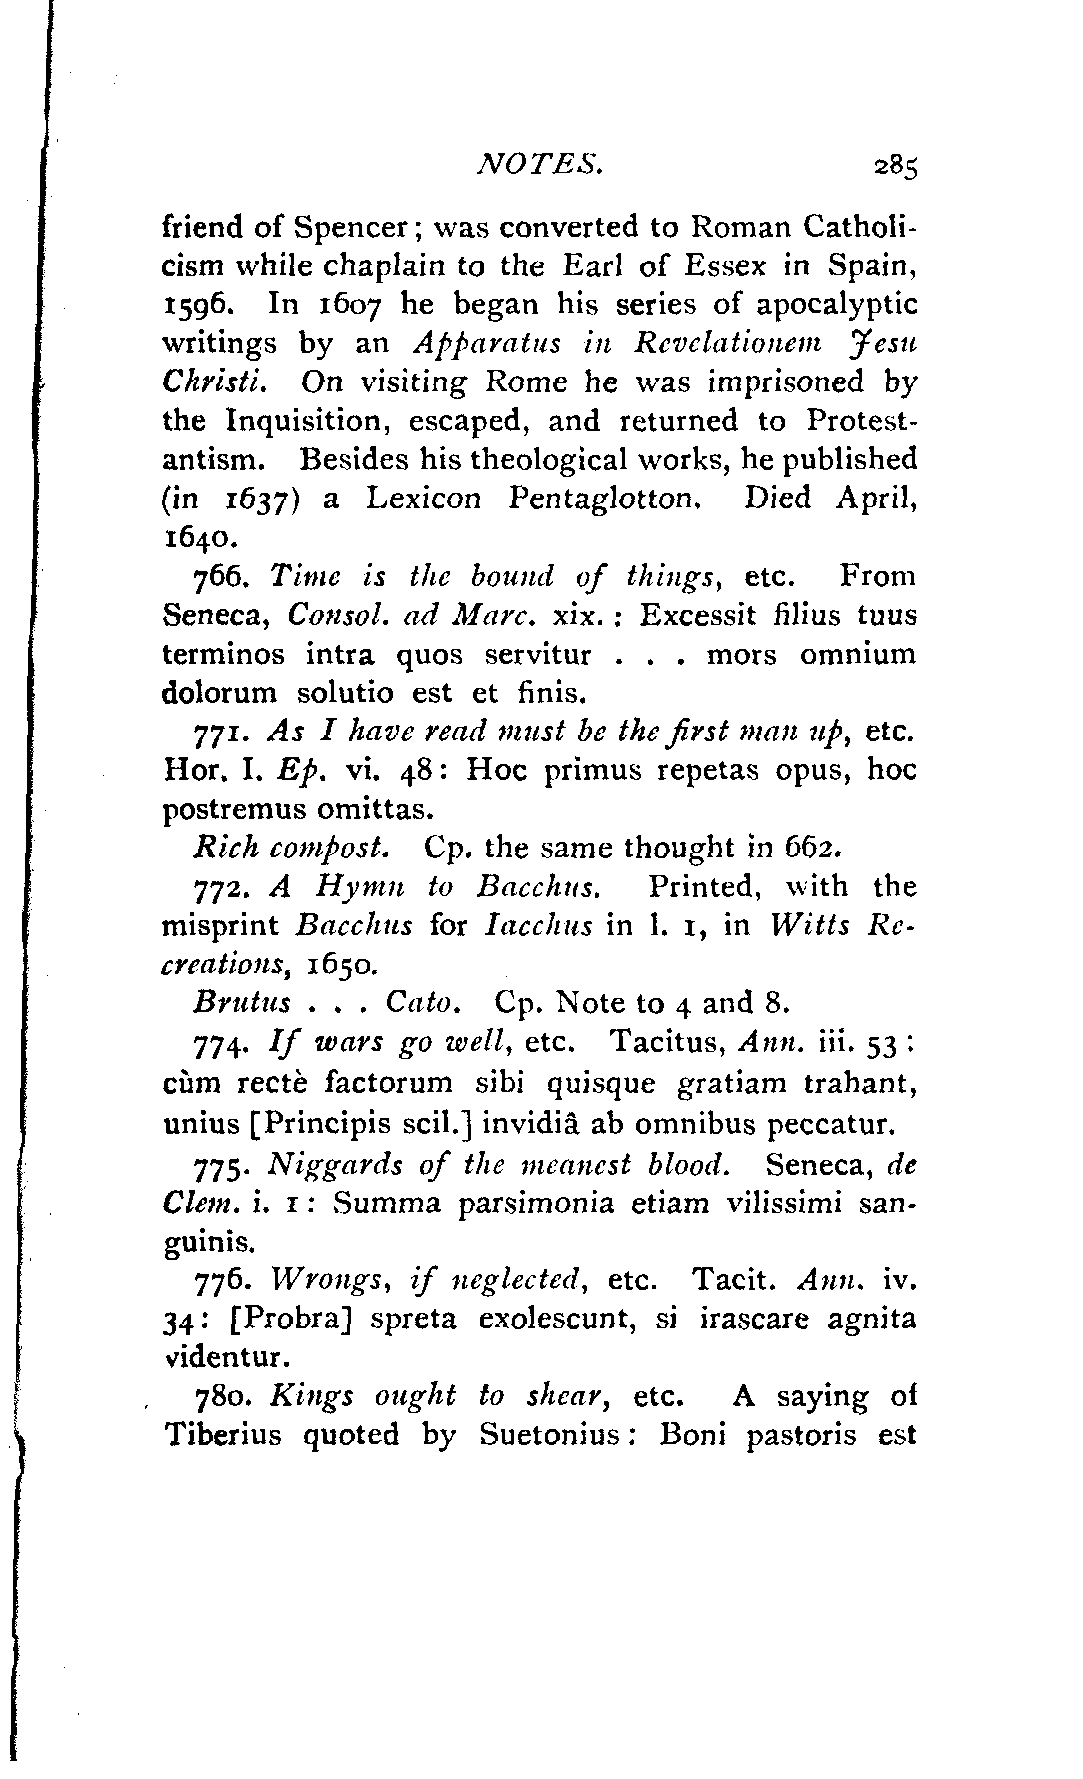 NOTES. 285
friend of Spencer; was converted to Roman Catholi-
cism while chaplain to the Earl of Essex in Spain,
1596. In 1607 he began his series of apocalyptic
writings by an Apparatus in Revelationem Jesu
Christi. On visiting Rome he was imprisoned by
the Inquisition, escaped, and returned to Protest-
antism. Besides his theological works, he published
(in 1637) a Lexicon Pentaglotton. Died April,
1640.
766. Time is the bound of things, etc. From
Seneca, Consol. ad Marc. xix. : Excessit filius tuus
terminos intra quos servitur . . . mors omnium
dolorum solutio est et finis.
771. As I have read must be the first man up, etc.
Hor. I. Ep. vi. 48: Hoc primus repetas opus, hoc
postremus omittas.
Rich compost. Cp. the same thought in 662.
772. A Hymn to Bacchus. Printed, with the
misprint Bacchus for Iacchus in l. 1, in Witts Re-
creations, 1650.
Brutus . . . Cato. Cp. Note to 4 and 8.
774. If wars go well, etc. Tacitus, Ann. iii. 53 :
cùm rectè factorum sibi quisque gratiam trahant,
unius [Principis scil.] invidiâ ab omnibus peccatur.
775. Niggards of the meanest blood. Seneca, de
Clem. i. 1 : Summa parsimonia etiam vilissimi san-
guinis.
776. Wrongs, if neglected, etc. Tacit. Ann. iv.
34: [Probra] spreta exolescunt, si irascare agnita
videntur.
780. Kings ought to shear, etc. A saying of
Tiberius quoted by Suetonius : Boni pastoris est